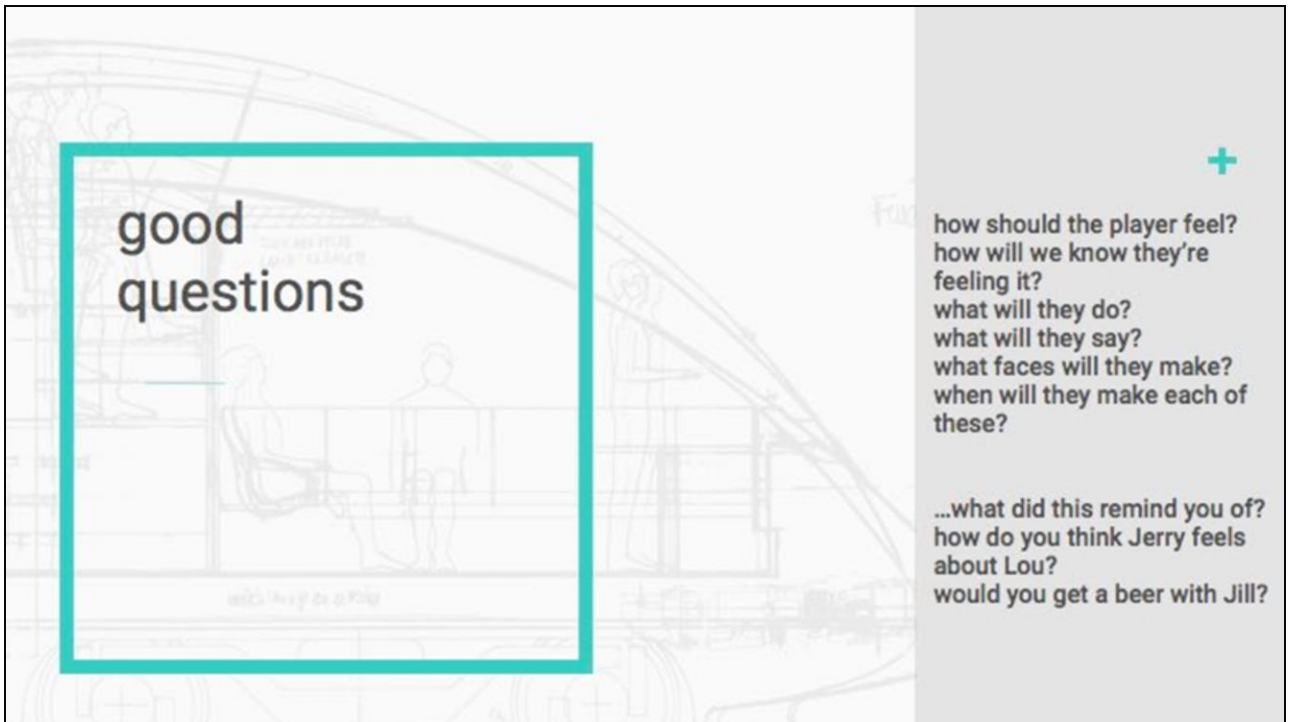 good
questions
how should the player feel?
how will we know they're
feeling it?
what will they do?
what will they say?
what faces will they make?
when will they make each of
these?
...what did this remind you of?
how do you think Jerry feels
about Lou?
would you get a beer with Jill?